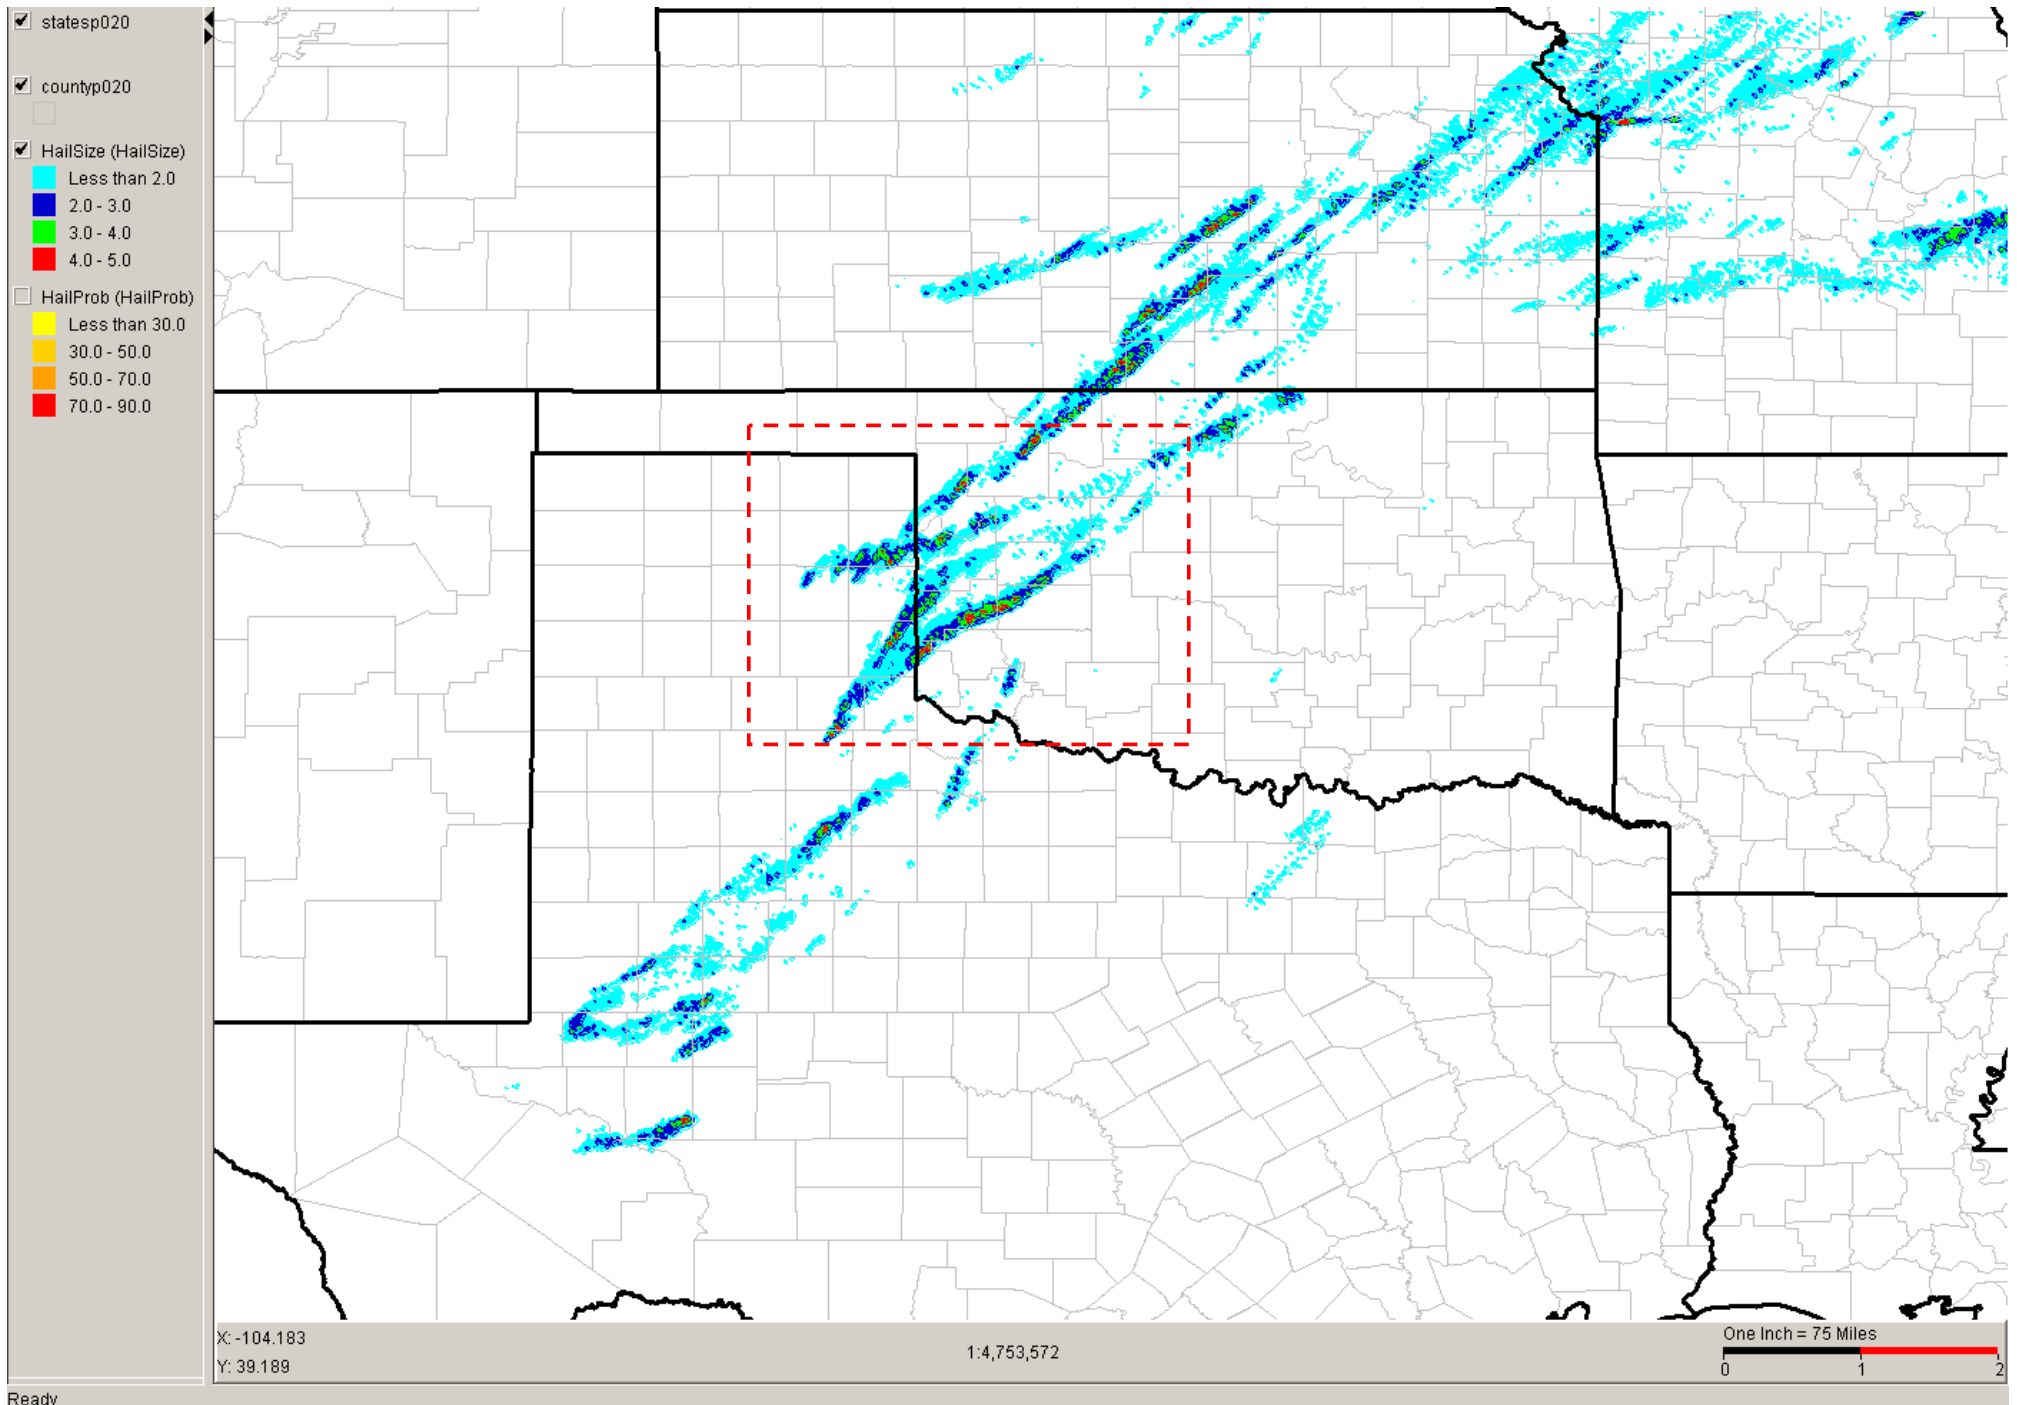 statesp020
countyp020
HailSize (HailSize)
Less than 2.0
2.0 - 3.0
3.0 - 4.0
4.0 - 5.0
HailProb (HailProb)
Less than 30.0
30.0 - 50.0
50.0 - 70.0
70.0 - 90.0
X: -104.183
Y: 39.189
1:4,753,572
One Inch = 75 Miles
0 1 2
Ready